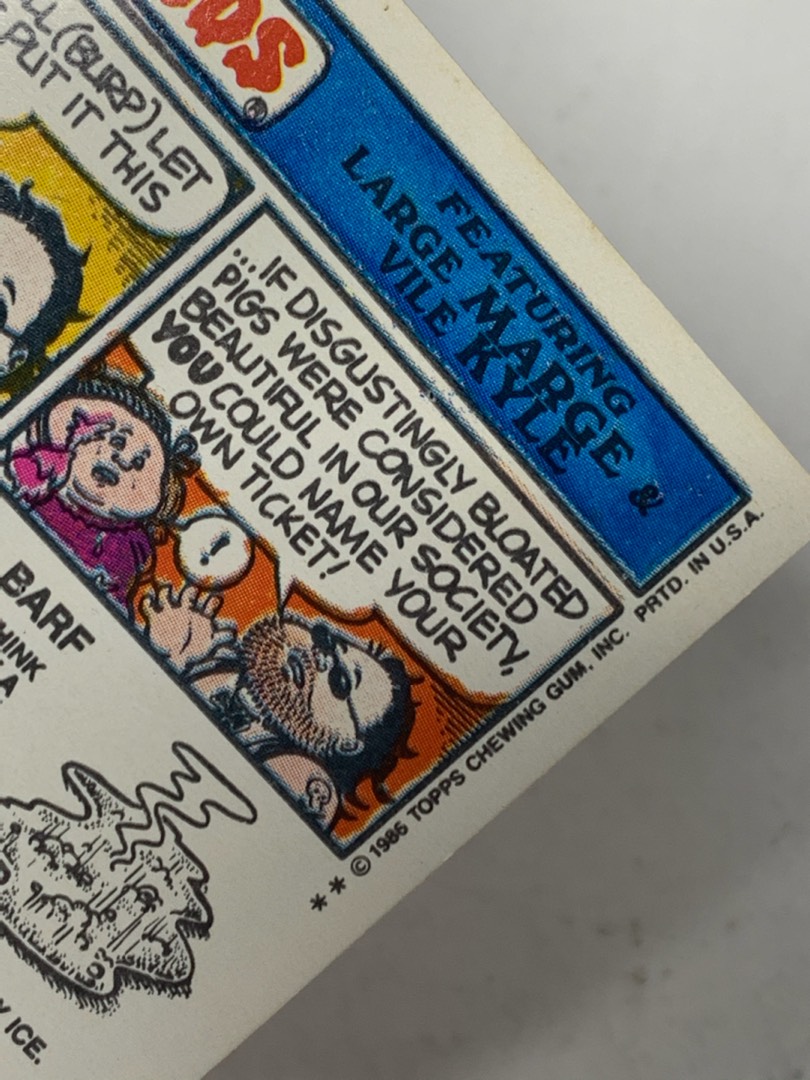 FEATURING
LARGE MARGE &
VILE KYLE
(BURP) LET
PUT IT THIS
...IF DISGUSTINGLY BLOATED
PIGS WERE CONSIDERED
BEAUTIFUL IN OUR SOCIETY,
YOU COULD NAME YOUR
OWN TICKET!
!
BARF
ICE.
** © 1986 TOPPS CHEWING GUM, INC. PRTD. IN U.S.A.